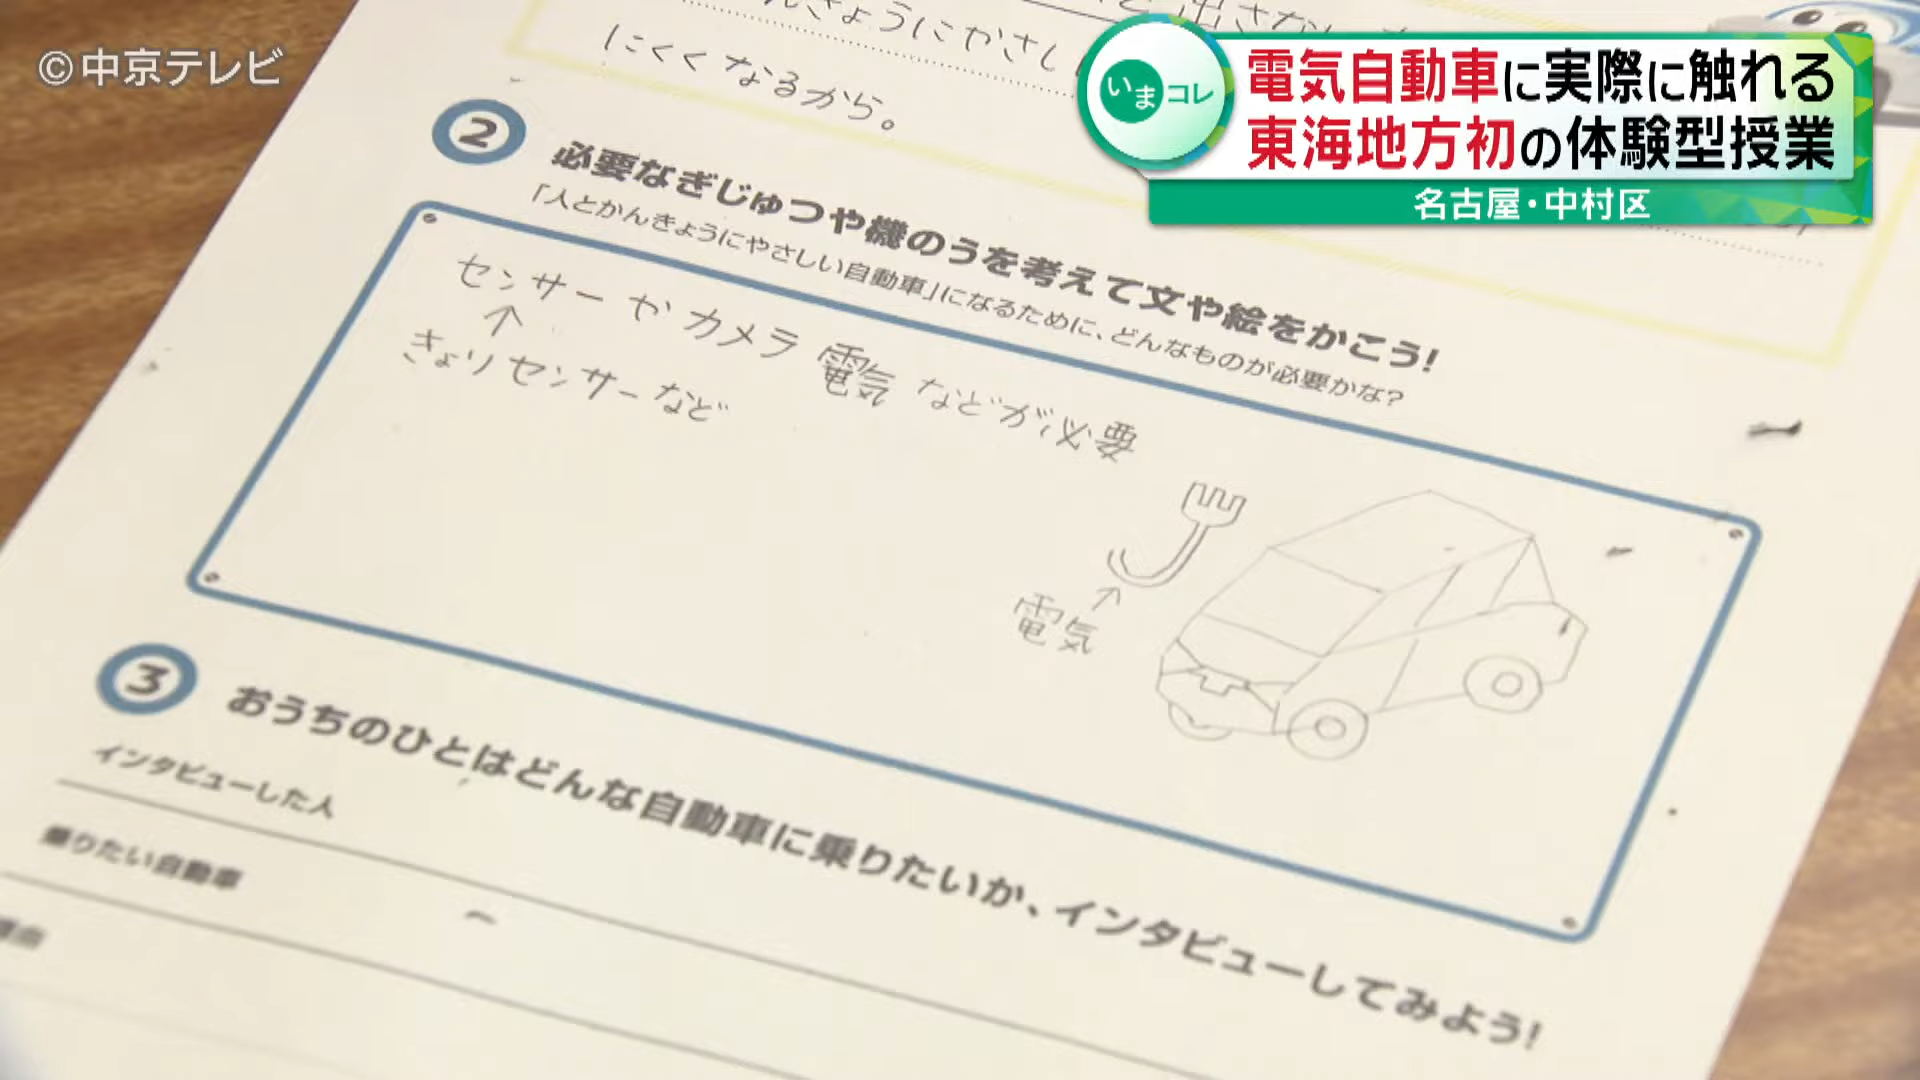 ©中京テレビ
いまコレ
電気自動車に実際に触れる
東海地方初の体験型授業
名古屋・中村区
んきょうにやさし
にくくなるから。
2
必要なぎじゅつや機のうを考えて文や絵をかこう!
「人とかんきょうにやさしい自動車」になるために、どんなものが必要かな?
センサーやカメラ電気などが必要
↑
きょりセンサーなど
電気
3
おうちのひとはどんな自動車に乗りたいか、インタビューしてみよう!
インタビューした人
乗りたい自動車